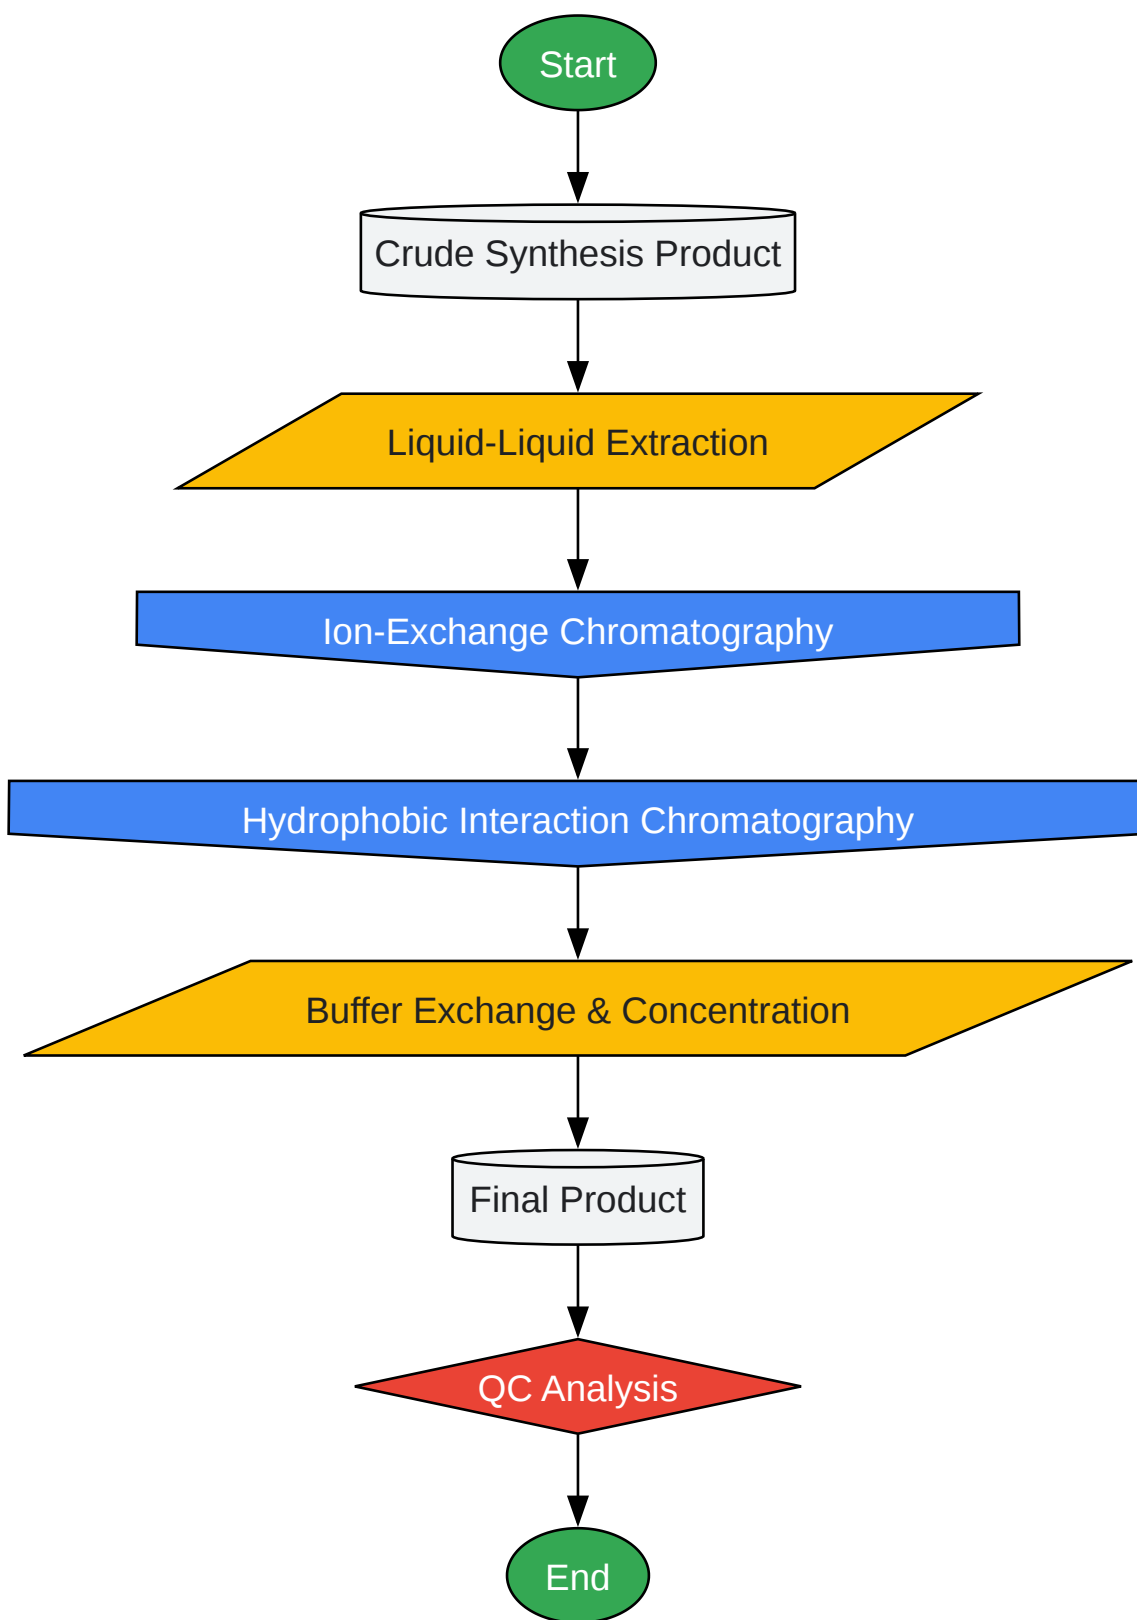 Start
Crude Synthesis Product
Liquid-Liquid Extraction
Ion-Exchange Chromatography
Hydrophobic Interaction Chromatography
Buffer Exchange & Concentration
Final Product
QC Analysis
End